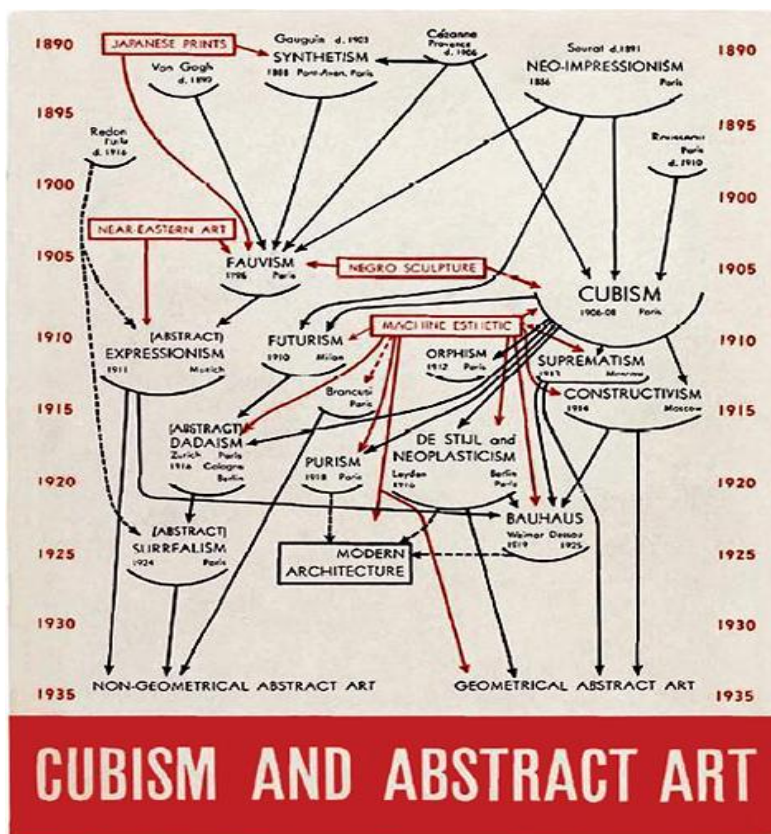 1890
JAPANESE PRINTS
Van Gogh
d. 1890
Gauguin d. 1903
SYNTHETISM
1888 Pont-Aven, Paris
Cézanne
Provence
d. 1906
Seurat d. 1891
NEO-IMPRESSIONISM
1886 Paris
1890
1895
Redon
Paris
d. 1916
Rousseau
Paris
d. 1910
1895
1900
1900
NEAR-EASTERN ART
1905
FAUVISM
1905 Paris
NEGRO SCULPTURE
CUBISM
1906-08 Paris
1905
1910
(ABSTRACT)
EXPRESSIONISM
1911 Munich
FUTURISM
1910 Milan
MACHINE ESTHETIC
ORPHISM
1912 Paris
SUPREMATISM
1913 Moscow
1910
Brancusi
Paris
CONSTRUCTIVISM
1914 Moscow
1915
1915
(ABSTRACT)
DADAISM
Zurich Paris
1916 Cologne
Berlin
PURISM
1918 Paris
DE STIJL and
NEOPLASTICISM
Leyden Berlin
1916 Paris
1920
1920
BAUHAUS
Weimar Dessau
1919 1925
(ABSTRACT)
SURREALISM
1924 Paris
1925
MODERN
ARCHITECTURE
1925
1930
1930
NON-GEOMETRICAL ABSTRACT ART
GEOMETRICAL ABSTRACT ART
1935
1935
CUBISM AND ABSTRACT ART